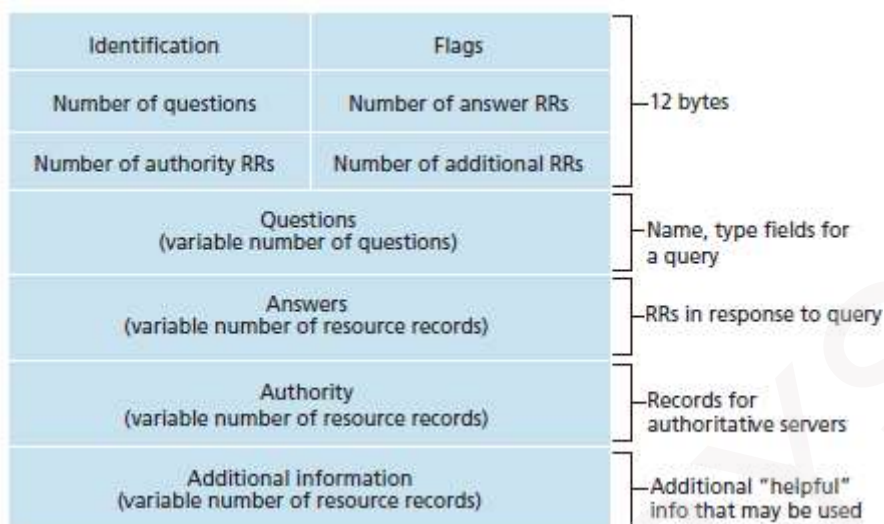 Identification
Flags
Number of questions
Number of answer RRs
12 bytes
Number of authority RRs
Number of additional RRs
Questions
(variable number of questions)
Name, type fields for
a query
Answers
(variable number of resource records)
RRs in response to query
Authority
(variable number of resource records)
Records for
authoritative servers
Additional information
(variable number of resource records)
Additional “helpful”
info that may be used